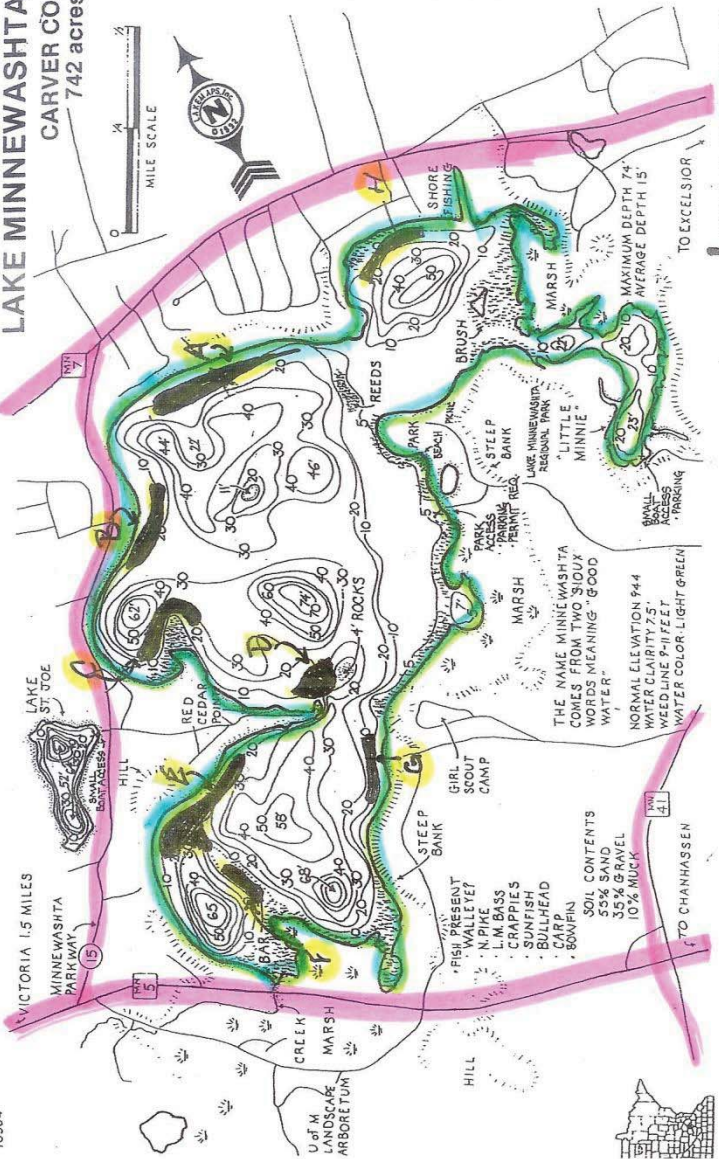 LAKE MINNEWASHTA
CARVER CO
742 acres
0
1/4
1/2
MILE SCALE
LAKEMAPS, INC
N
© 1992
VICTORIA 1.5 MILES
MINNEWASHTA
PARKWAY
15
MN
5
MN
7
LAKE
ST. JOE
SMALL
BOAT ACCESS
HILL
RED
CEDAR
POINT
A
B
C
D
E
F
G
H
SHORE
FISHING
REEDS
BRUSH
MARSH
4' ROCKS
BAR
CREEK
MARSH
U of M
LANDSCAPE
ARBORETUM
HILL
STEEP
BANK
GIRL
SCOUT
CAMP
MARSH
PARK
ACCESS
•PARKING
PERMIT REQ.
PARK
BEACH
PICNIC
STEEP
BANK
LAKE MINNEWASHTA
REGIONAL PARK
"LITTLE
MINNIE"
SMALL
BOAT
ACCESS
•PARKING
MAXIMUM DEPTH 74'
AVERAGE DEPTH 15'
TO EXCELSIOR
•FISH PRESENT
WALLEYE?
• N. PIKE
• L.M. BASS
• CRAPPIES
• SUNFISH
• BULLHEAD
• CARP
• BOWFIN
SOIL CONTENTS
55% SAND
35% GRAVEL
10% MUCK
THE NAME MINNEWASHTA
COMES FROM TWO SIOUX
WORDS MEANING "GOOD
WATER"
NORMAL ELEVATION 944
WATER CLARITY 7.5'
WEEDLINE 9-11 FEET
WATER COLOR-LIGHT GREEN
MN
41
TO CHANHASSEN